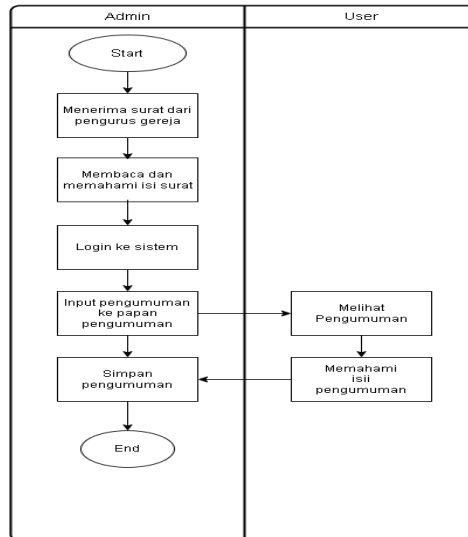 Admin
User
Start
Menerima surat dari
pengurus gereja
Membaca dan
memahami isi surat
Login ke sistem
Input pengumuman
ke papan
pengumuman
Melihat
Pengumuman
Simpan
pengumuman
Memahami
isii
pengumuman
End